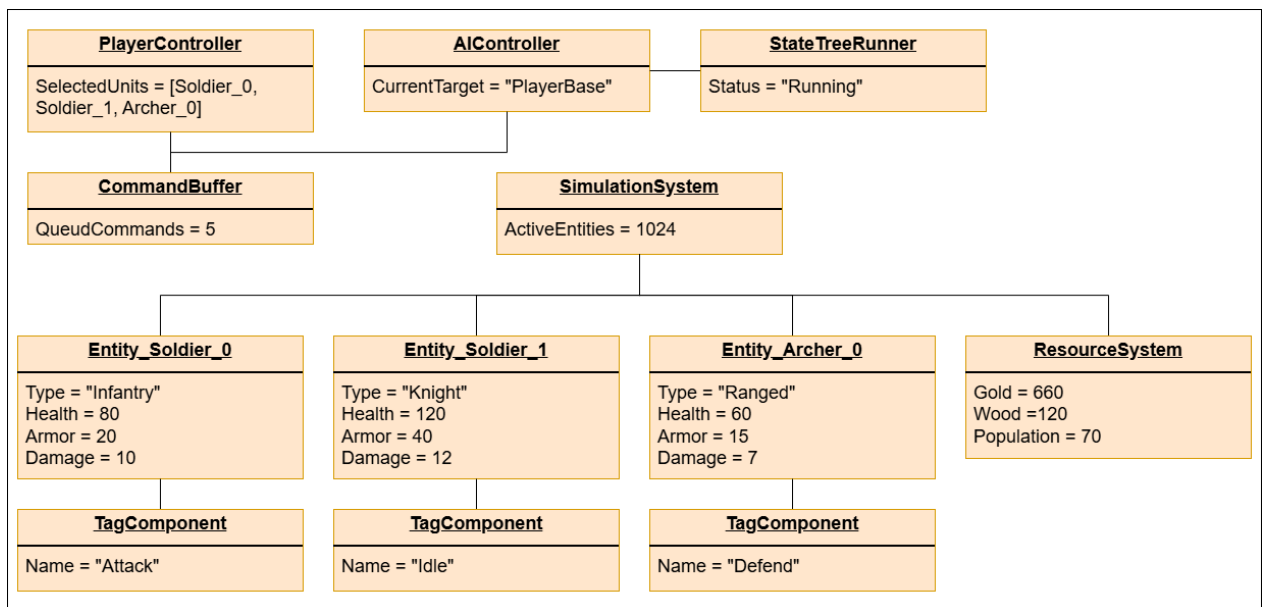 PlayerController
SelectedUnits = [Soldier_0,
Soldier_1, Archer_0]
AIController
CurrentTarget = "PlayerBase"
StateTreeRunner
Status = "Running"
CommandBuffer
QueudCommands = 5
SimulationSystem
ActiveEntities = 1024
Entity_Soldier_0
Type = "Infantry"
Health = 80
Armor = 20
Damage = 10
Entity_Soldier_1
Type = "Knight"
Health = 120
Armor = 40
Damage = 12
Entity_Archer_0
Type = "Ranged"
Health = 60
Armor = 15
Damage = 7
ResourceSystem
Gold = 660
Wood =120
Population = 70
TagComponent
Name = "Attack"
TagComponent
Name = "Idle"
TagComponent
Name = "Defend"